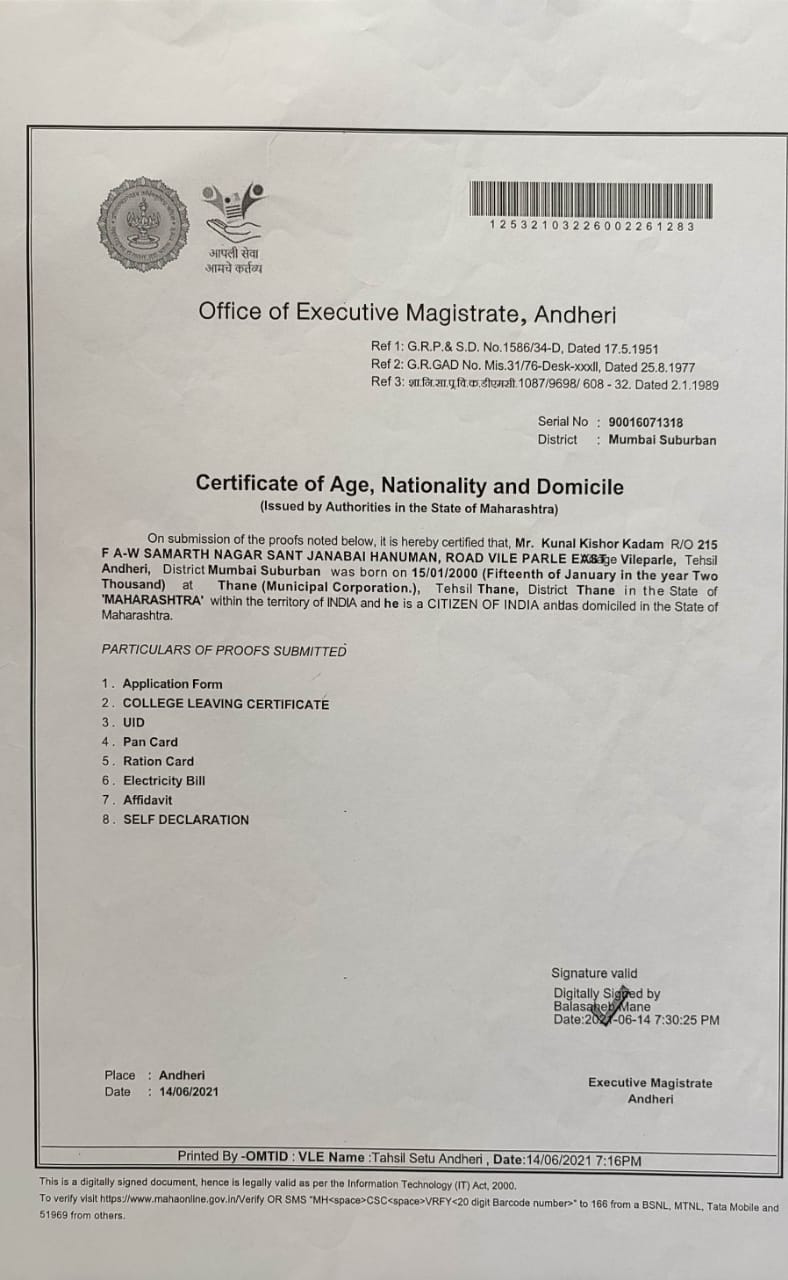 आपली सेवा
आमचे कर्तव्य
12532103226002261283
Office of Executive Magistrate, Andheri
Ref 1: G.R.P.& S.D. No.1586/34-D, Dated 17.5.1951
Ref 2: G.R.GAD No. Mis.31/76-Desk-xxxII, Dated 25.8.1977
Ref 3: शा.नि.सा.पू.वि.क.डीएमसी.1087/9698/ 608 - 32. Dated 2.1.1989
Serial No : 90016071318
District : Mumbai Suburban
Certificate of Age, Nationality and Domicile
(Issued by Authorities in the State of Maharashtra)
On submission of the proofs noted below, it is hereby certified that, Mr. Kunal Kishor Kadam R/O 215
F A-W SAMARTH NAGAR SANT JANABAI HANUMAN, ROAD VILE PARLE Vileparle, Tehsil
Andheri, District Mumbai Suburban was born on 15/01/2000 (Fifteenth of January in the year Two
Thousand) at Thane (Municipal Corporation.), Tehsil Thane, District Thane in the State of
'MAHARASHTRA' within the territory of INDIA and he is a CITIZEN OF INDIA domiciled in the State of
Maharashtra.
PARTICULARS OF PROOFS SUBMITTED
1 . Application Form
2 . COLLEGE LEAVING CERTIFICATE
3 . UID
4 . Pan Card
5 . Ration Card
6 . Electricity Bill
7 . Affidavit
8 . SELF DECLARATION
Signature valid
Digitally Signed by
Balasaheb Mane
Date:2021-06-14 7:30:25 PM
Place : Andheri
Date : 14/06/2021
Executive Magistrate
Andheri
Printed By -OMTID : VLE Name :Tahsil Setu Andheri , Date:14/06/2021 7:16PM
This is a digitally signed document, hence is legally valid as per the Information Technology (IT) Act, 2000.
To verify visit https://www.mahaonline.gov.in/Verify OR SMS "MH<space>CSC<space>VRFY<20 digit Barcode number>" to 166 from a BSNL, MTNL, Tata Mobile and
51969 from others.